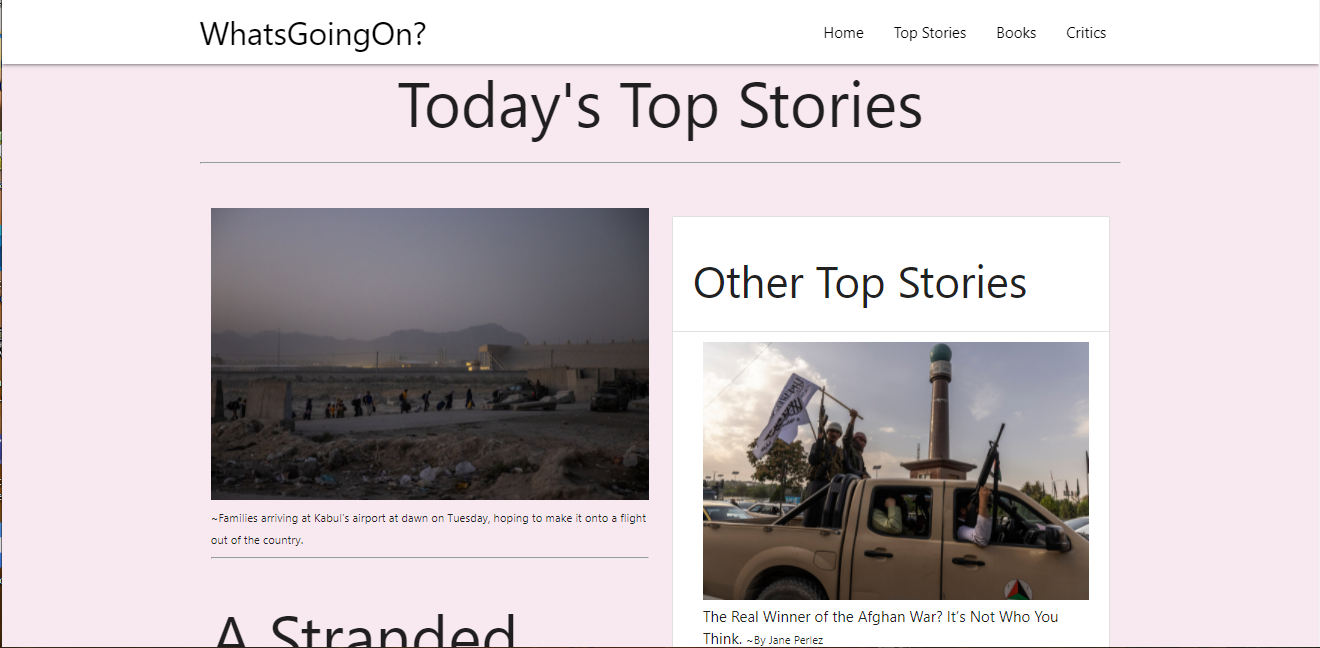 WhatsGoingOn?
Home Top Stories Books Critics
Today's Top Stories
~Families arriving at Kabul's airport at dawn on Tuesday, hoping to make it onto a flight
out of the country.
A Stranded
Other Top Stories
The Real Winner of the Afghan War? It’s Not Who You
Think. ~By Jane Perlez